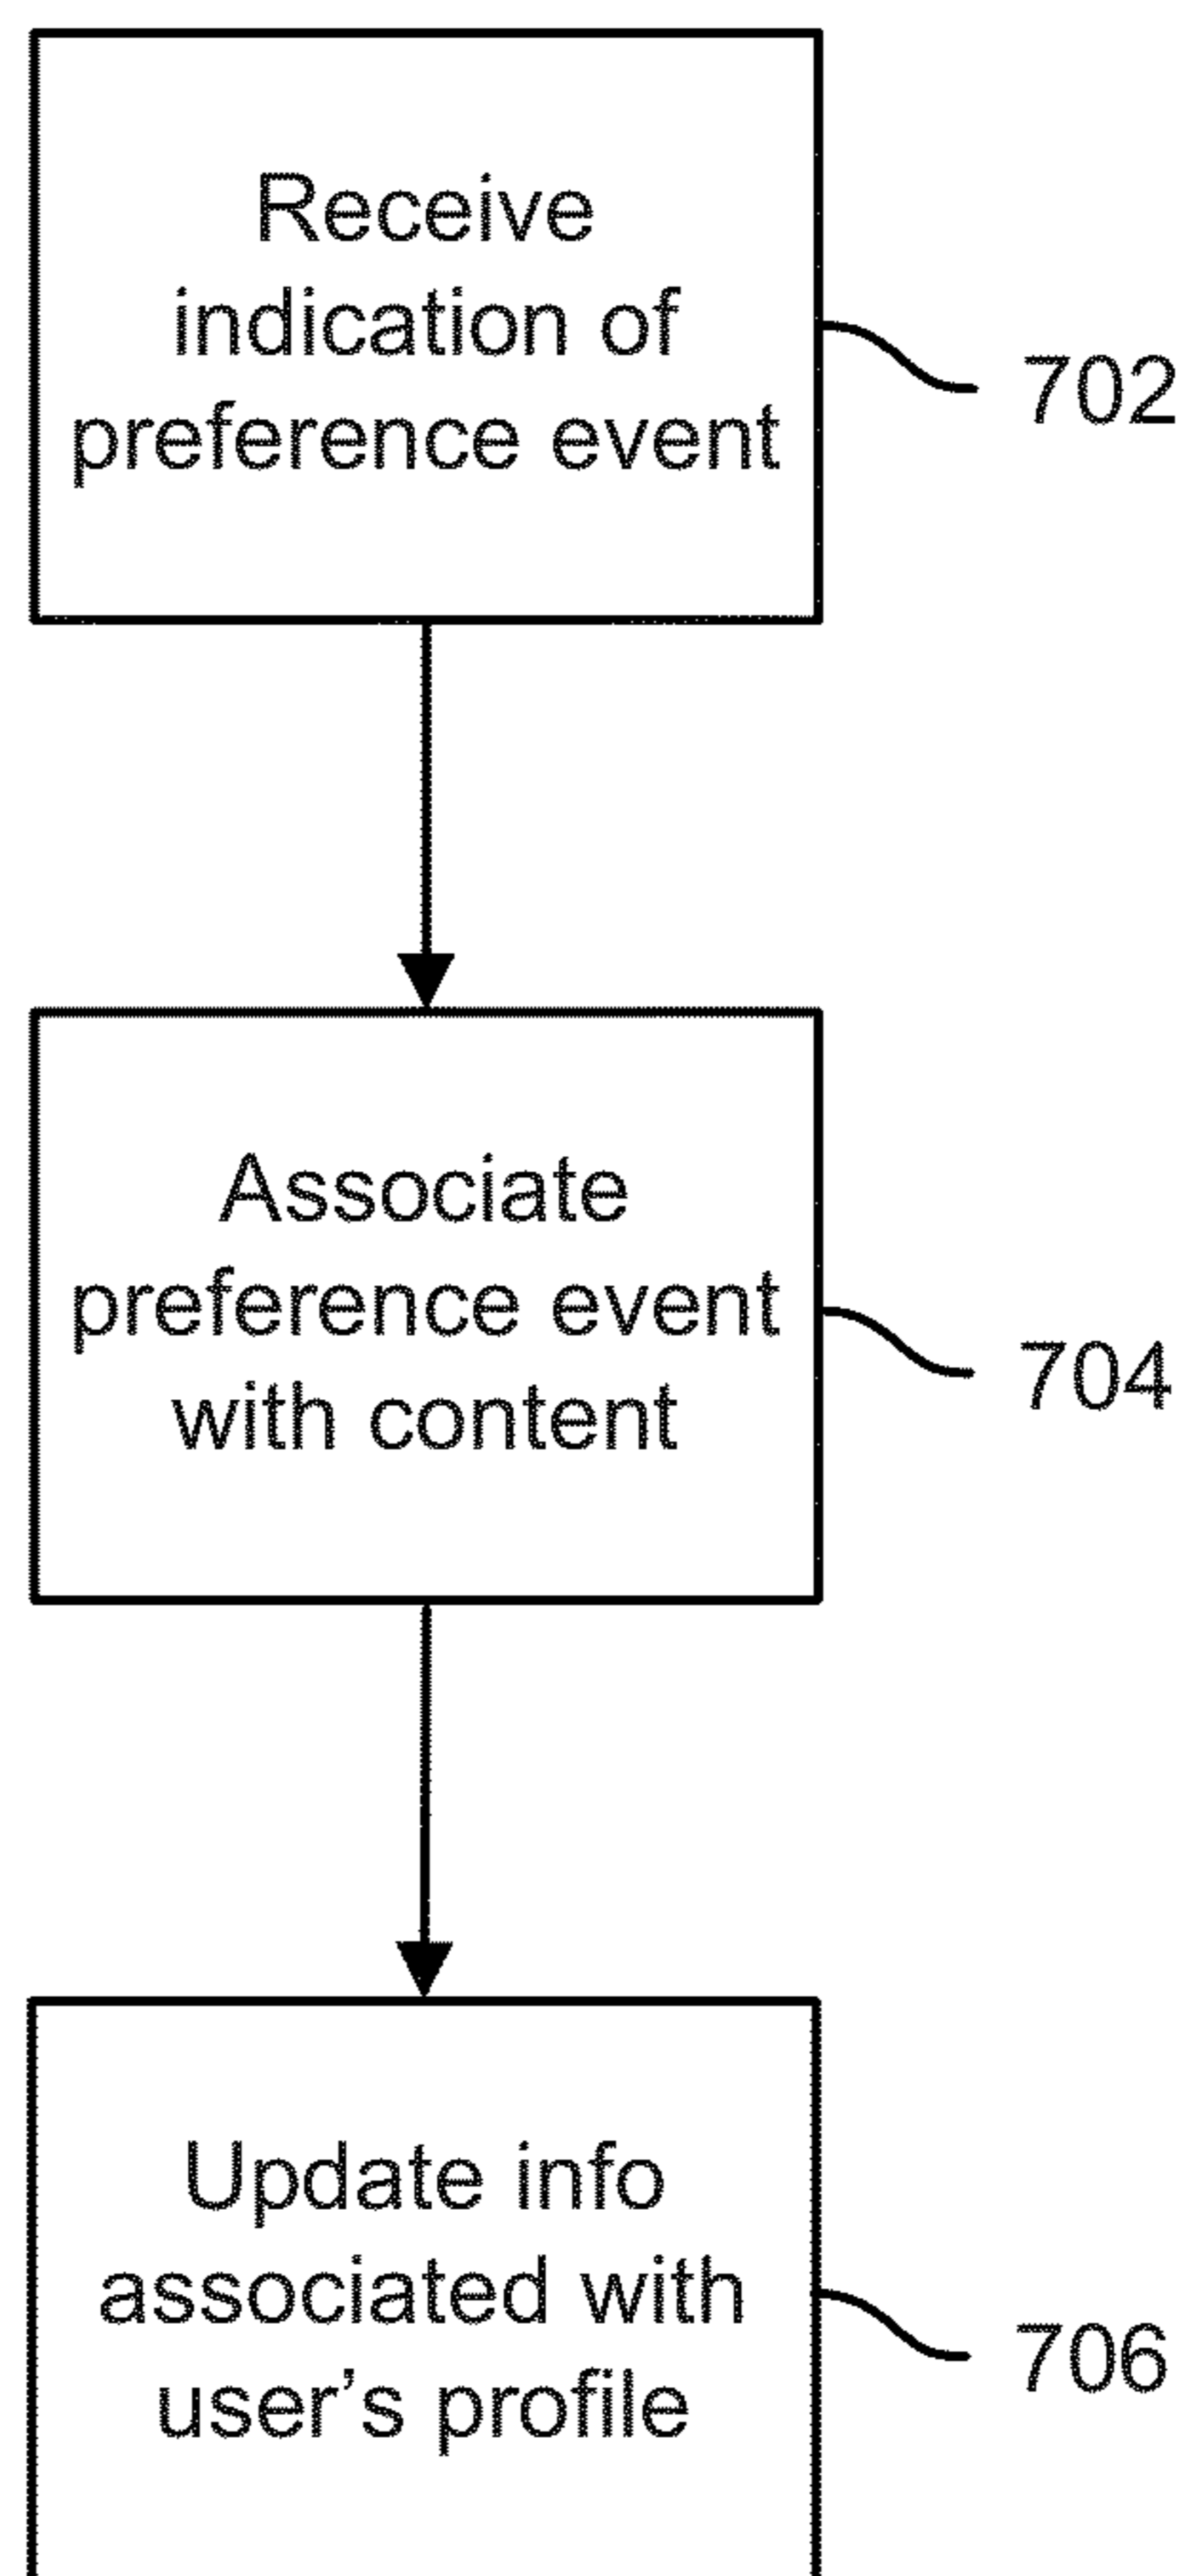 Receive
indication of
preference event
702
Associate
preference event
with content
704
Update info
associated with
user's profile
706